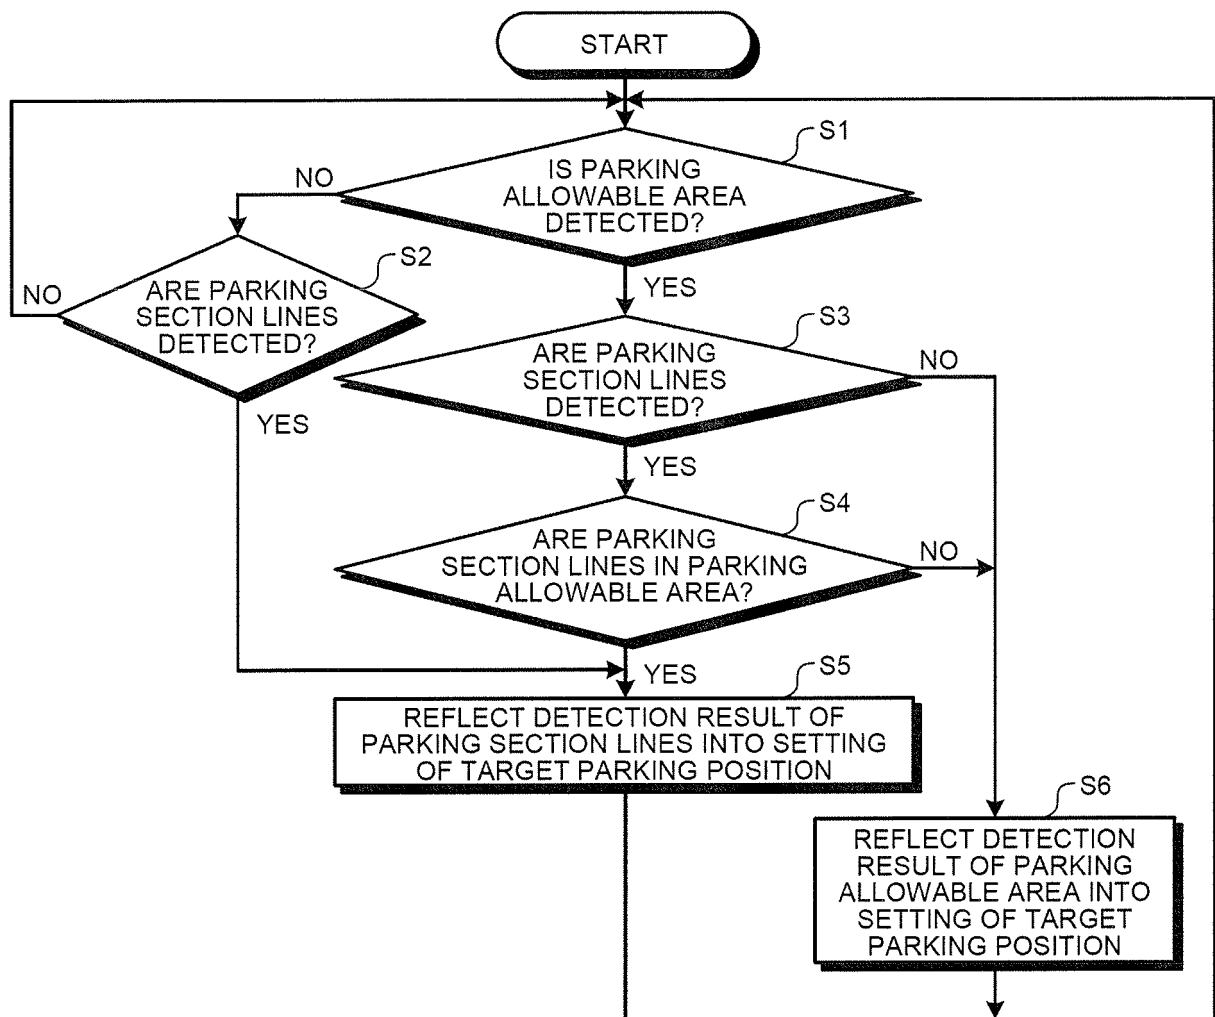 START
S1
IS PARKING
ALLOWABLE AREA
DETECTED?
NO
YES
S2
ARE PARKING
SECTION LINES
DETECTED?
NO
YES
S3
ARE PARKING
SECTION LINES
DETECTED?
NO
YES
S4
ARE PARKING
SECTION LINES IN PARKING
ALLOWABLE AREA?
NO
YES
S5
REFLECT DETECTION RESULT OF
PARKING SECTION LINES INTO SETTING
OF TARGET PARKING POSITION
S6
REFLECT DETECTION
RESULT OF PARKING
ALLOWABLE AREA INTO
SETTING OF TARGET
PARKING POSITION